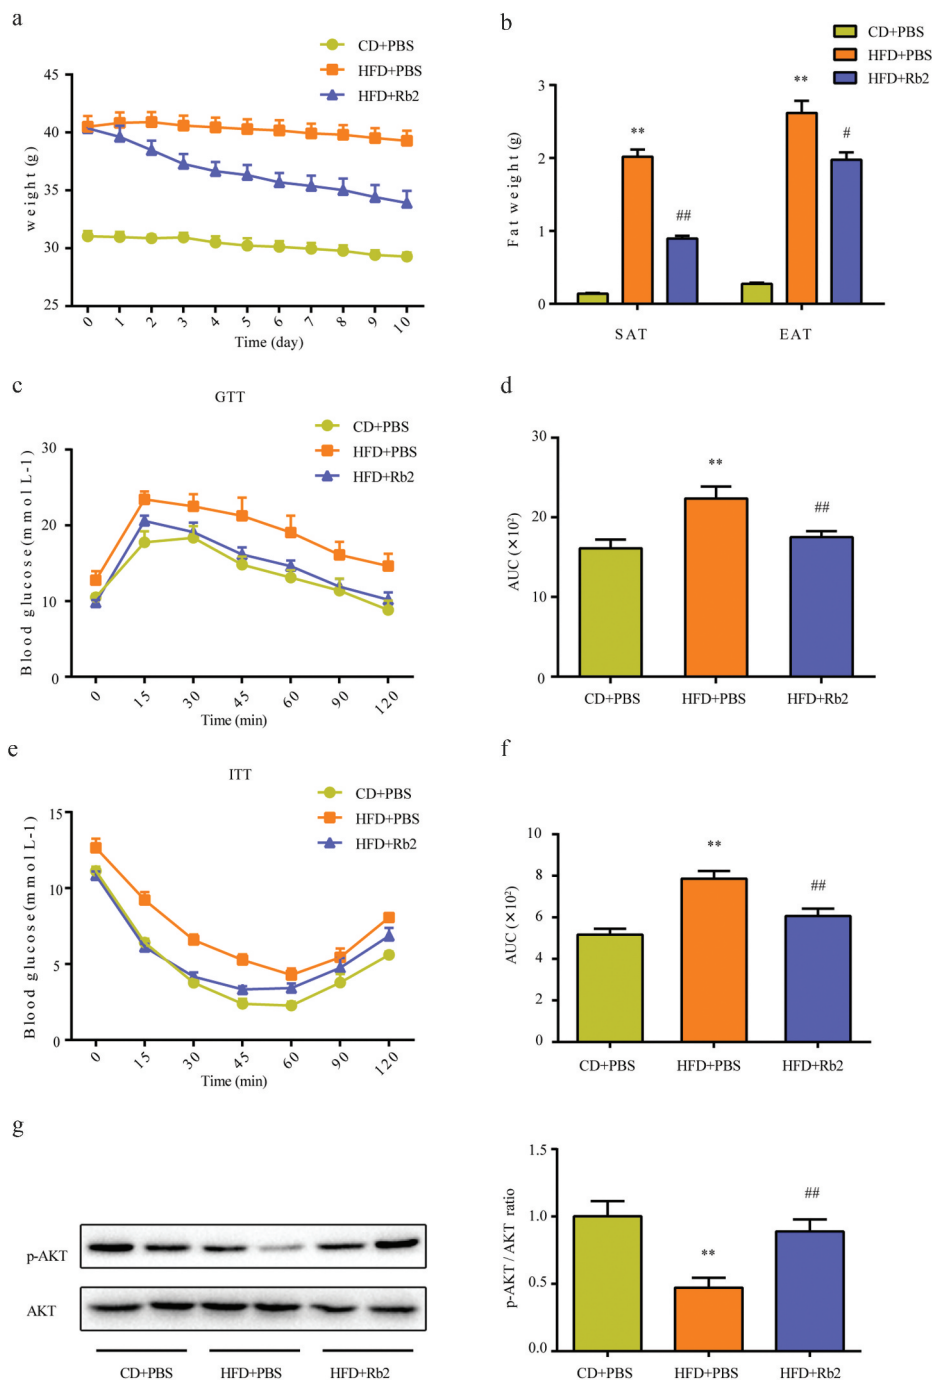 a
CD+PBS
HFD+PBS
HFD+Rb2
45
40
35
30
25
weight (g)
0 1 2 3 4 5 6 7 8 9 10
Time (day)
b
CD+PBS
HFD+PBS
HFD+Rb2
3
2
1
0
Fat weight (g)
** ## ** #
SAT EAT
c
GTT
CD+PBS
HFD+PBS
HFD+Rb2
30
20
10
0
Blood glucose (mmol L-1)
0 15 30 45 60 90 120
Time (min)
d
30
20
10
0
AUC (×10²)
** ##
CD+PBS HFD+PBS HFD+Rb2
e
ITT
CD+PBS
HFD+PBS
HFD+Rb2
15
10
5
0
Blood glucose (mmol L-1)
0 15 30 45 60 90 120
Time (min)
f
10
8
6
4
2
0
AUC (×10²)
** ##
CD+PBS HFD+PBS HFD+Rb2
g
p-AKT
AKT
CD+PBS HFD+PBS HFD+Rb2
1.5
1.0
0.5
0.0
p-AKT / AKT ratio
** ##
CD+PBS HFD+PBS HFD+Rb2